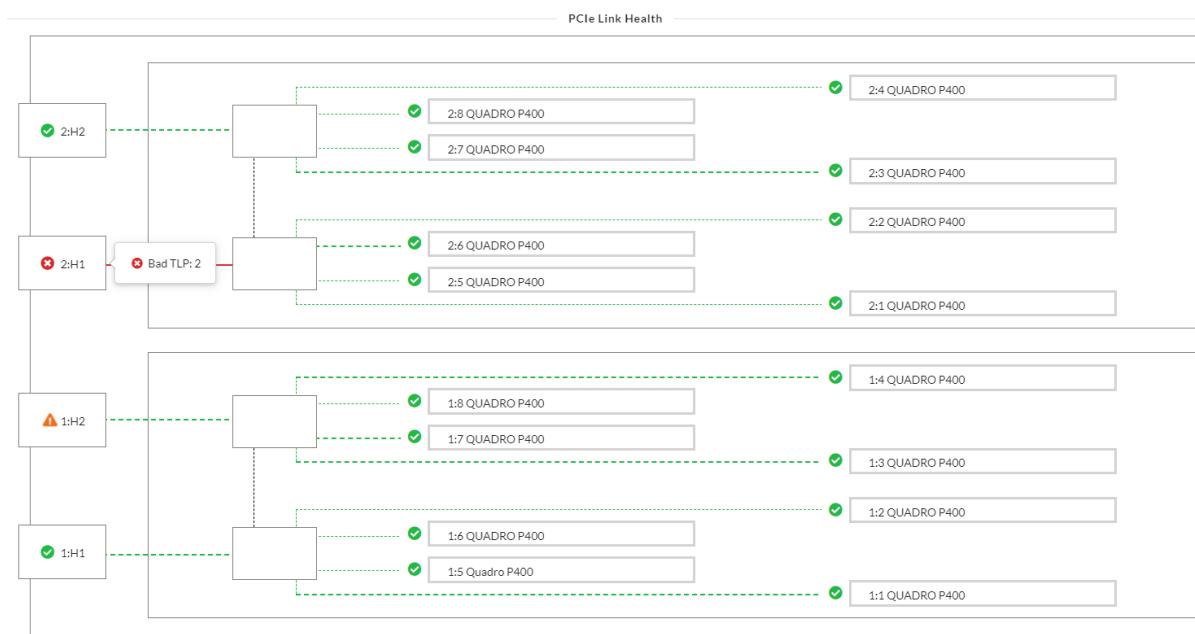 PCIe Link Health
2:4 QUADRO P400
2:8 QUADRO P400
2:H2
2:7 QUADRO P400
2:3 QUADRO P400
2:2 QUADRO P400
2:6 QUADRO P400
2:H1
Bad TLP: 2
2:5 QUADRO P400
2:1 QUADRO P400
1:4 QUADRO P400
1:8 QUADRO P400
1:H2
1:7 QUADRO P400
1:3 QUADRO P400
1:2 QUADRO P400
1:6 QUADRO P400
1:H1
1:5 Quadro P400
1:1 QUADRO P400